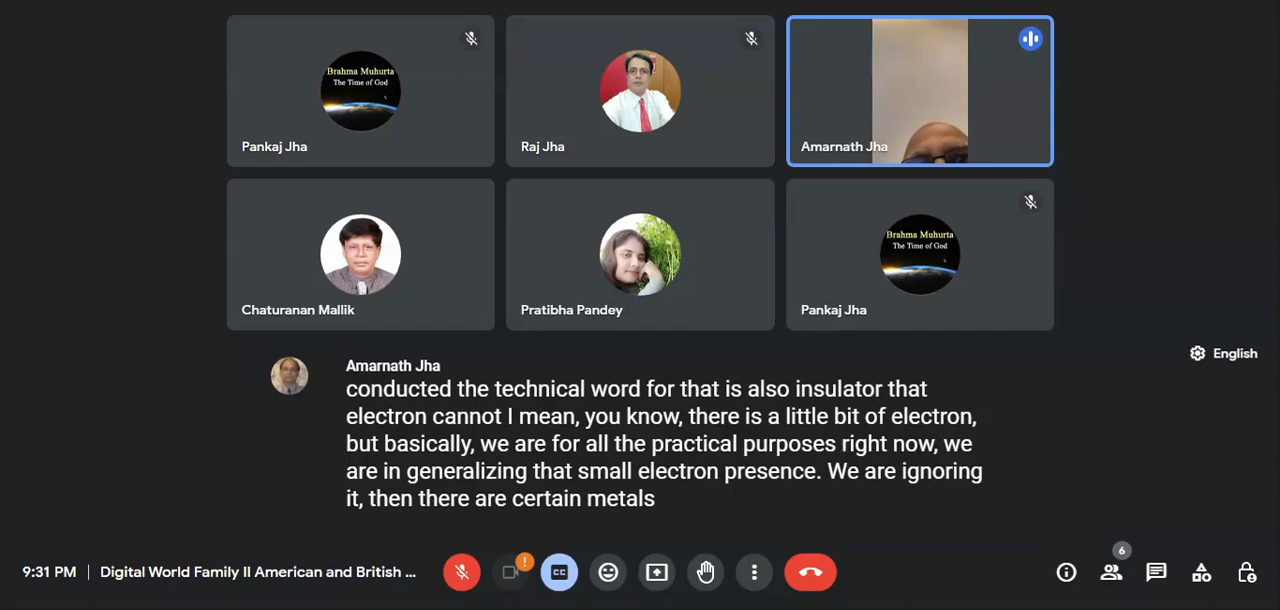 Brahma Muhurta
The Time of God
Pankaj Jha
Raj Jha
Amarnath Jha
Chaturanan Mallik
Pratibha Pandey
Brahma Muhurta
The Time of God
Pankaj Jha
English
Amarnath Jha
conducted the technical word for that is also insulator that
electron cannot I mean, you know, there is a little bit of electron,
but basically, we are for all the practical purposes right now, we
are in generalizing that small electron presence. We are ignoring
it, then there are certain metals
6
9:31 PM | Digital World Family II American and British ...
CC